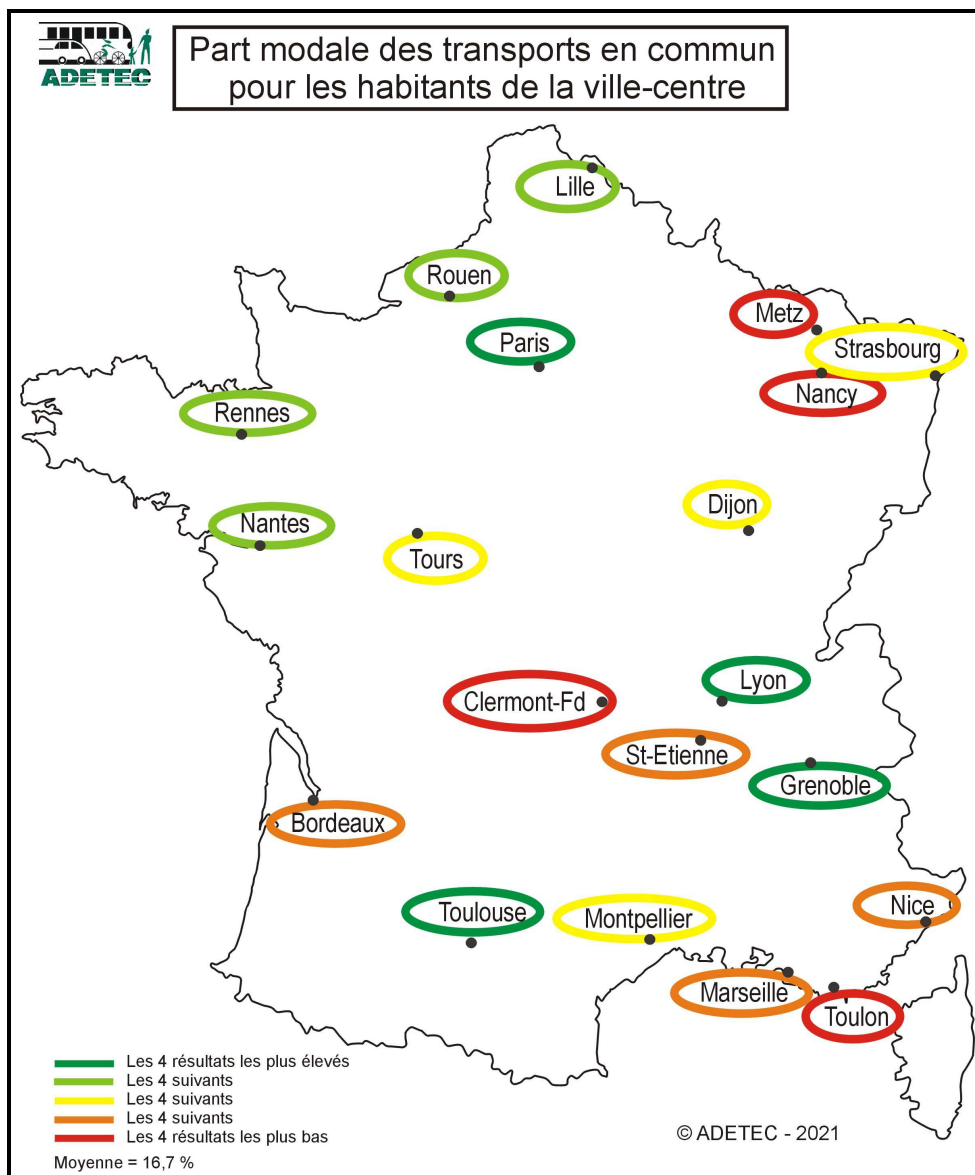 ADETEC
Part modale des transports en commun
pour les habitants de la ville-centre
Lille
Rouen
Metz
Paris
Strasbourg
Nancy
Rennes
Dijon
Nantes
Tours
Lyon
Clermont-Fd
St-Etienne
Grenoble
Bordeaux
Nice
Toulouse
Montpellier
Marseille
Toulon
Les 4 résultats les plus élevés
Les 4 suivants
Les 4 suivants
Les 4 suivants
Les 4 résultats les plus bas
Moyenne = 16,7 %
© ADETEC - 2021